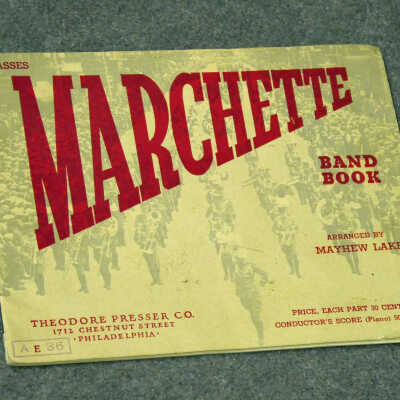 ASSES
MARCHETTE
BAND
BOOK
ARRANGED BY
MAYHEW LAKE
THEODORE PRESSER CO.
1712 CHESTNUT STREET
PHILADELPHIA
PRICE, EACH PART 30 CENT
CONDUCTOR'S SCORE (Piano)
A E 36